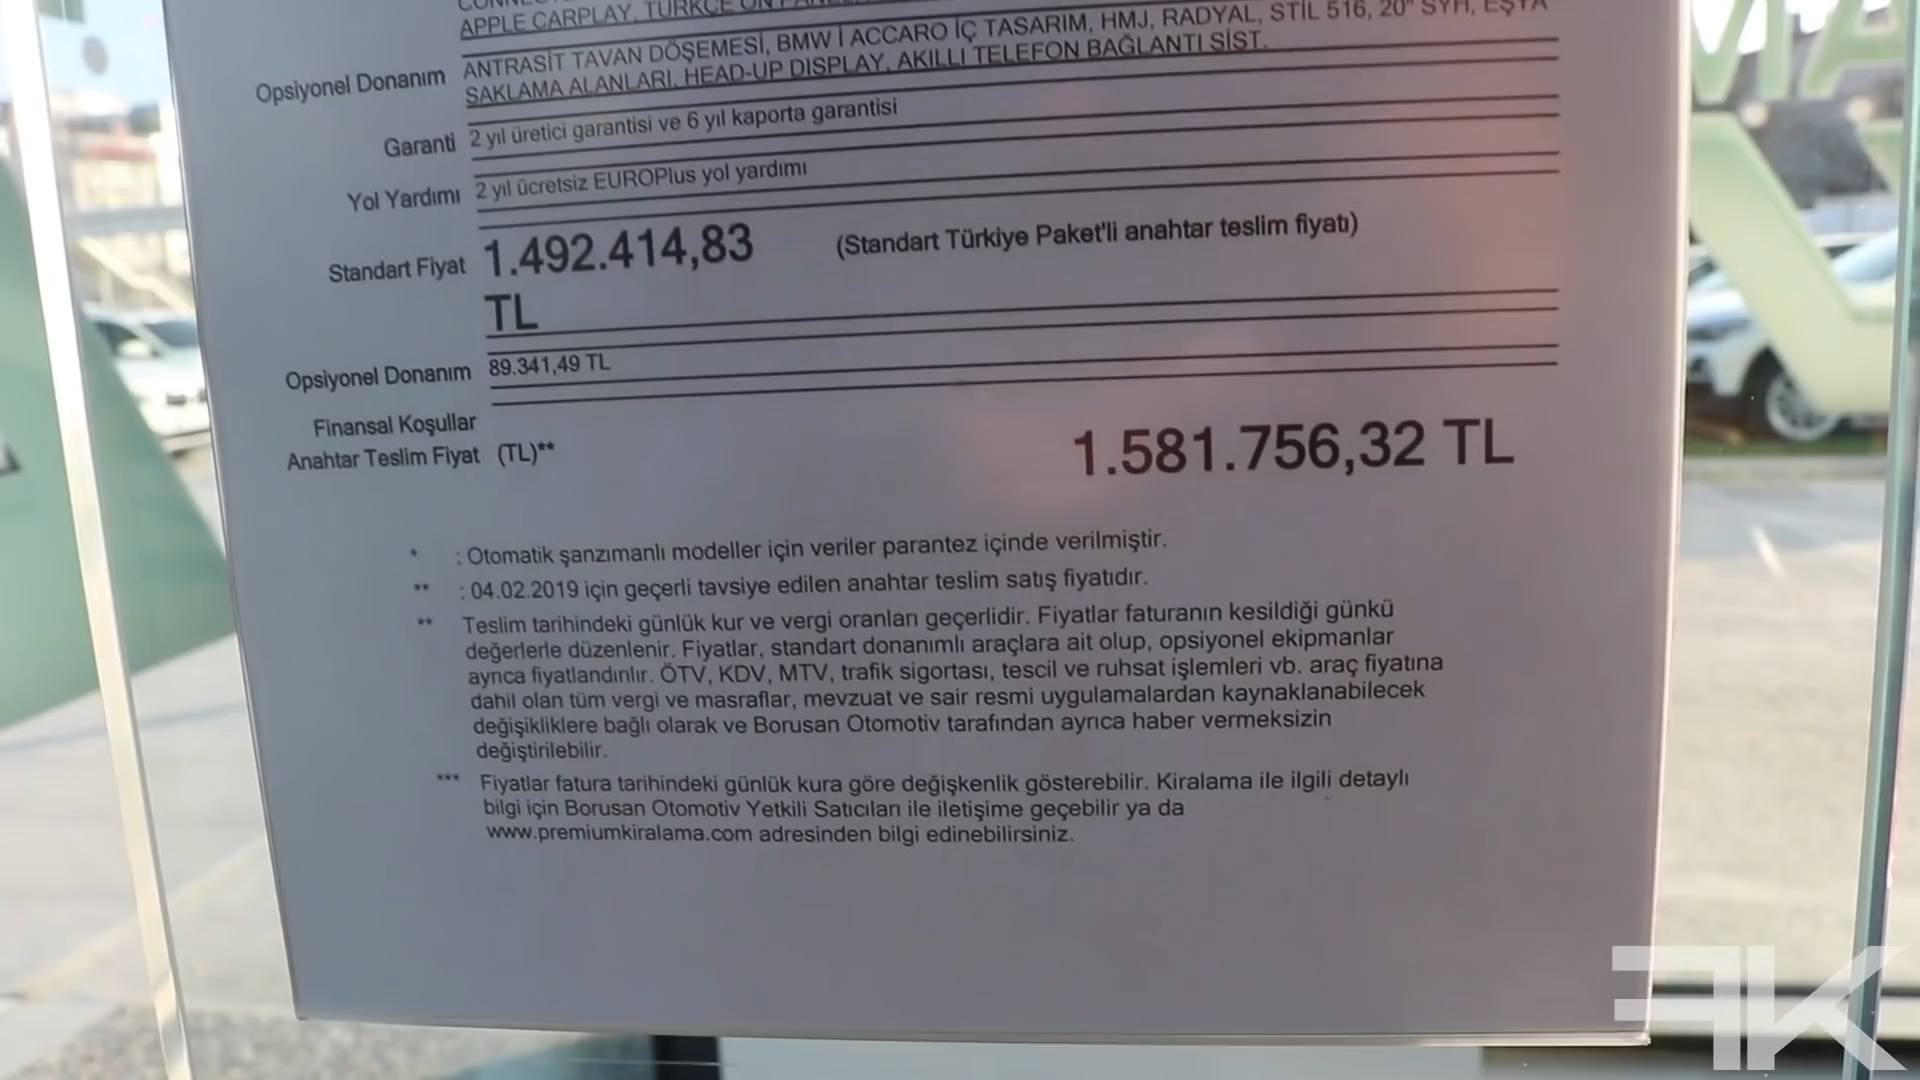 APPLE CARPLAY, TÜRKÇE ÖN
Opsiyonel Donanım ANTRASİT TAVAN DÖŞEMESİ, BMW İ ACCARO İÇ TASARIM, HMJ, RADYAL, STİL 516, 20" SYH, EŞYA
SAKLAMA ALANLARI, HEAD-UP DISPLAY, AKILLI TELEFON BAĞLANTI SİST.
Garanti 2 yıl üretici garantisi ve 6 yıl kaporta garantisi
Yol Yardımı 2 yıl ücretsiz EUROPlus yol yardımı
Standart Fiyat 1.492.414,83 (Standart Türkiye Paket'li anahtar teslim fiyatı)
TL
Opsiyonel Donanım 89.341,49 TL
Finansal Koşullar
Anahtar Teslim Fiyat (TL)** 1.581.756,32 TL
* : Otomatik şanzımanlı modeller için veriler parantez içinde verilmiştir.
** : 04.02.2019 için geçerli tavsiye edilen anahtar teslim satış fiyatıdır.
** Teslim tarihindeki günlük kur ve vergi oranları geçerlidir. Fiyatlar faturanın kesildiği günkü
değerlerle düzenlenir. Fiyatlar, standart donanımlı araçlara ait olup, opsiyonel ekipmanlar
ayrıca fiyatlandırılır. ÖTV, KDV, MTV, trafik sigortası, tescil ve ruhsat işlemleri vb. araç fiyatına
dahil olan tüm vergi ve masraflar, mevzuat ve sair resmi uygulamalardan kaynaklanabilecek
değişikliklere bağlı olarak ve Borusan Otomotiv tarafından ayrıca haber vermeksizin
değiştirilebilir.
*** Fiyatlar fatura tarihindeki günlük kura göre değişkenlik gösterebilir. Kiralama ile ilgili detaylı
bilgi için Borusan Otomotiv Yetkili Satıcıları ile iletişime geçebilir ya da
www.premiumkiralama.com adresinden bilgi edinebilirsiniz.